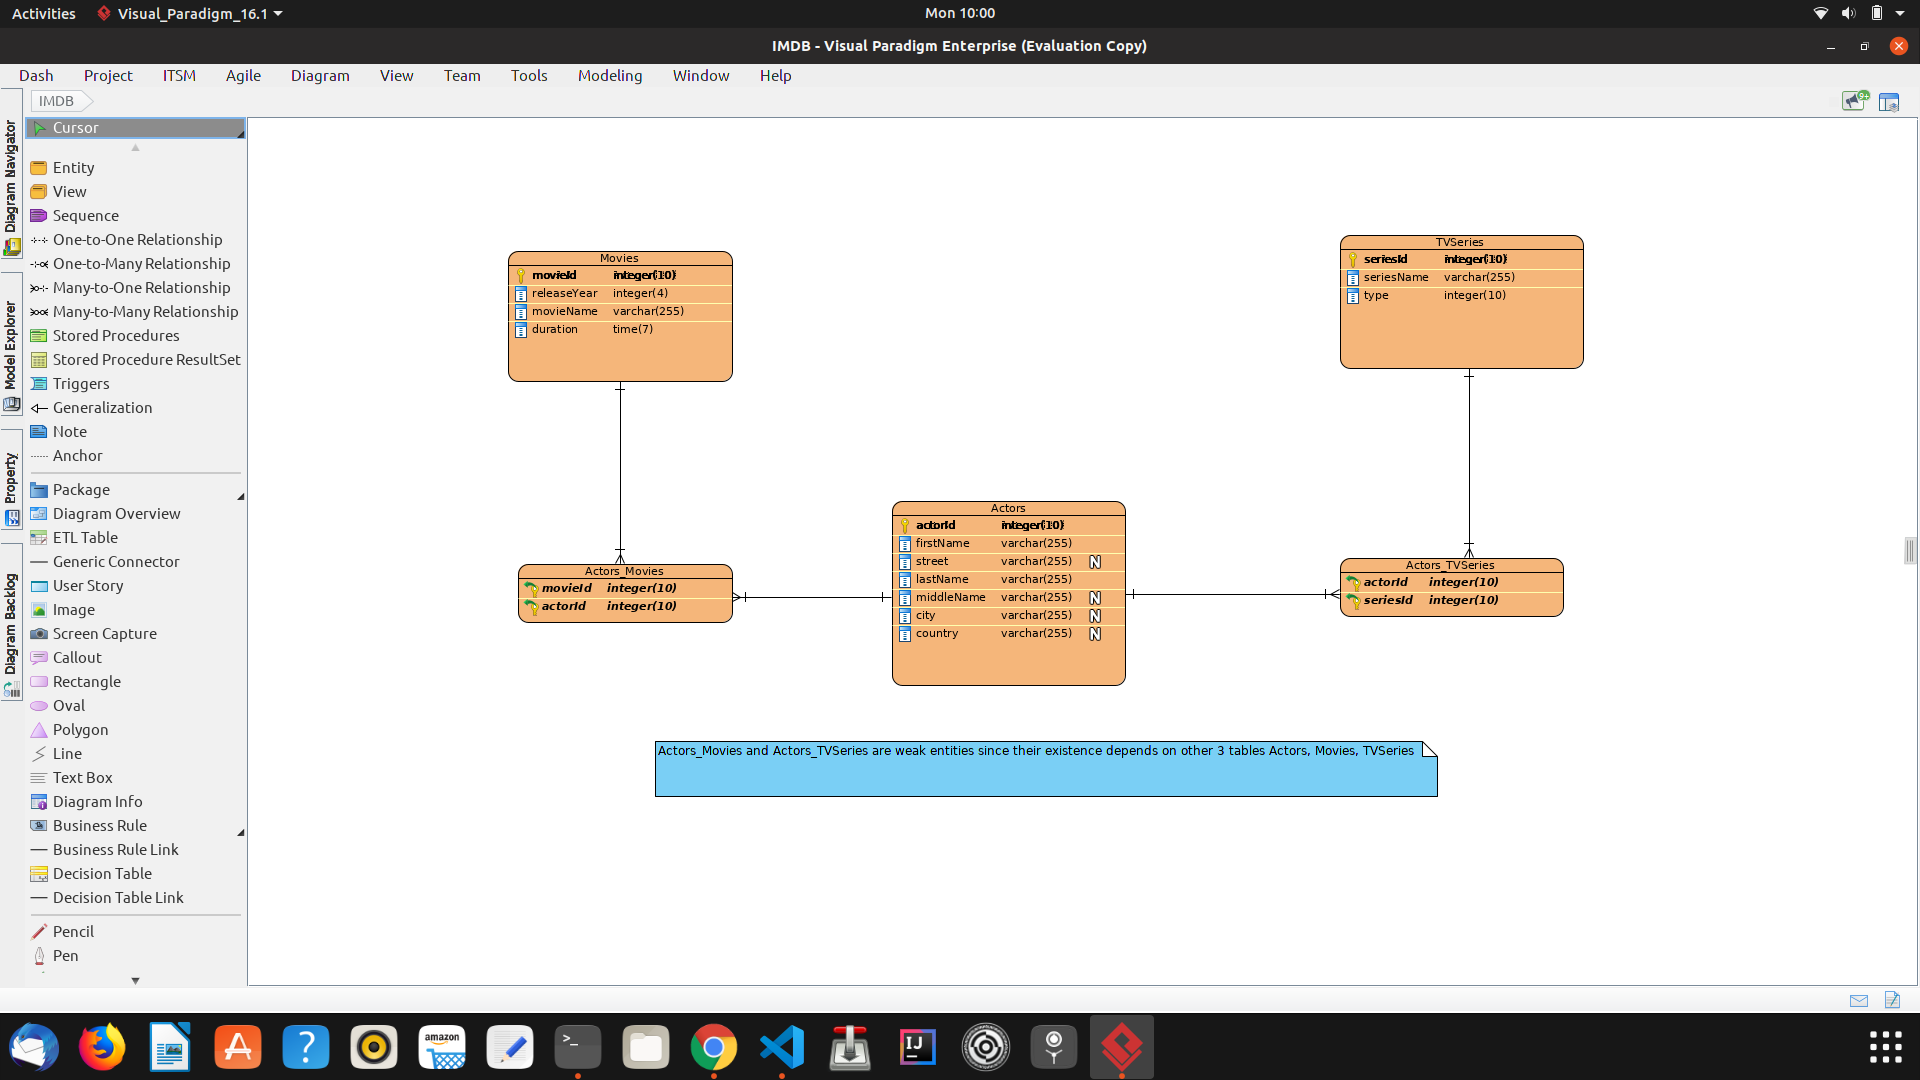 Activities
Visual_Paradigm_16.1
Mon 10:00
IMDB - Visual Paradigm Enterprise (Evaluation Copy)
Dash Project ITSM Agile Diagram View Team Tools Modeling Window Help
IMDB
9+
Diagram Navigator
Model Explorer
Property
Diagram Backlog
Cursor
Entity
View
Sequence
One-to-One Relationship
One-to-Many Relationship
Many-to-One Relationship
Many-to-Many Relationship
Stored Procedures
Stored Procedure ResultSet
Triggers
Generalization
Note
Anchor
Package
Diagram Overview
ETL Table
Generic Connector
User Story
Image
Screen Capture
Callout
Rectangle
Oval
Polygon
Line
Text Box
Diagram Info
Business Rule
Business Rule Link
Decision Table
Decision Table Link
Pencil
Pen
Movies
movieId integer(10)
releaseYear integer(4)
movieName varchar(255)
duration time(7)
TVSeries
seriesId integer(10)
seriesName varchar(255)
type integer(10)
Actors_Movies
movieId integer(10)
actorId integer(10)
Actors
actorId integer(10)
firstName varchar(255)
street varchar(255) N
lastName varchar(255)
middleName varchar(255) N
city varchar(255) N
country varchar(255) N
Actors_TVSeries
actorId integer(10)
seriesId integer(10)
Actors_Movies and Actors_TVSeries are weak entities since their existence depends on other 3 tables Actors, Movies, TVSeries
amazon
>_
IJ